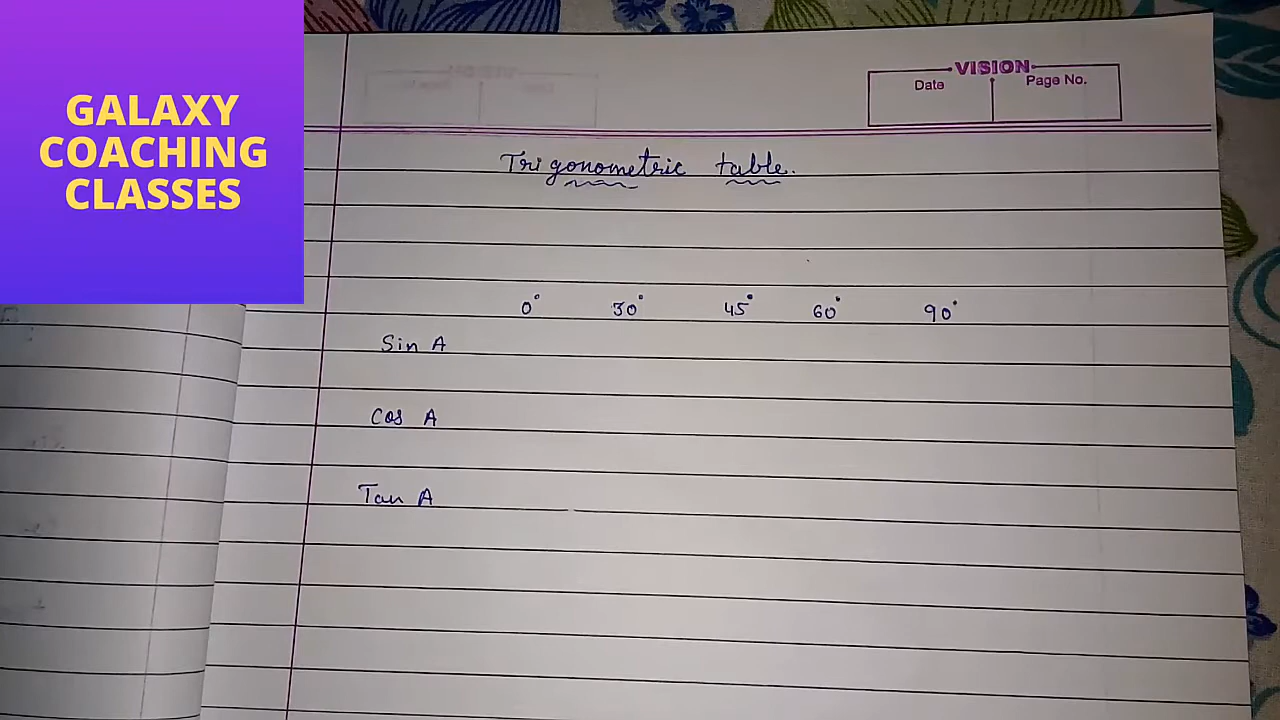 GALAXY
COACHING
CLASSES
VISION
Date Page No.
Trigonometric table.
0° 30° 45° 60° 90°
Sin A
Cos A
Tan A